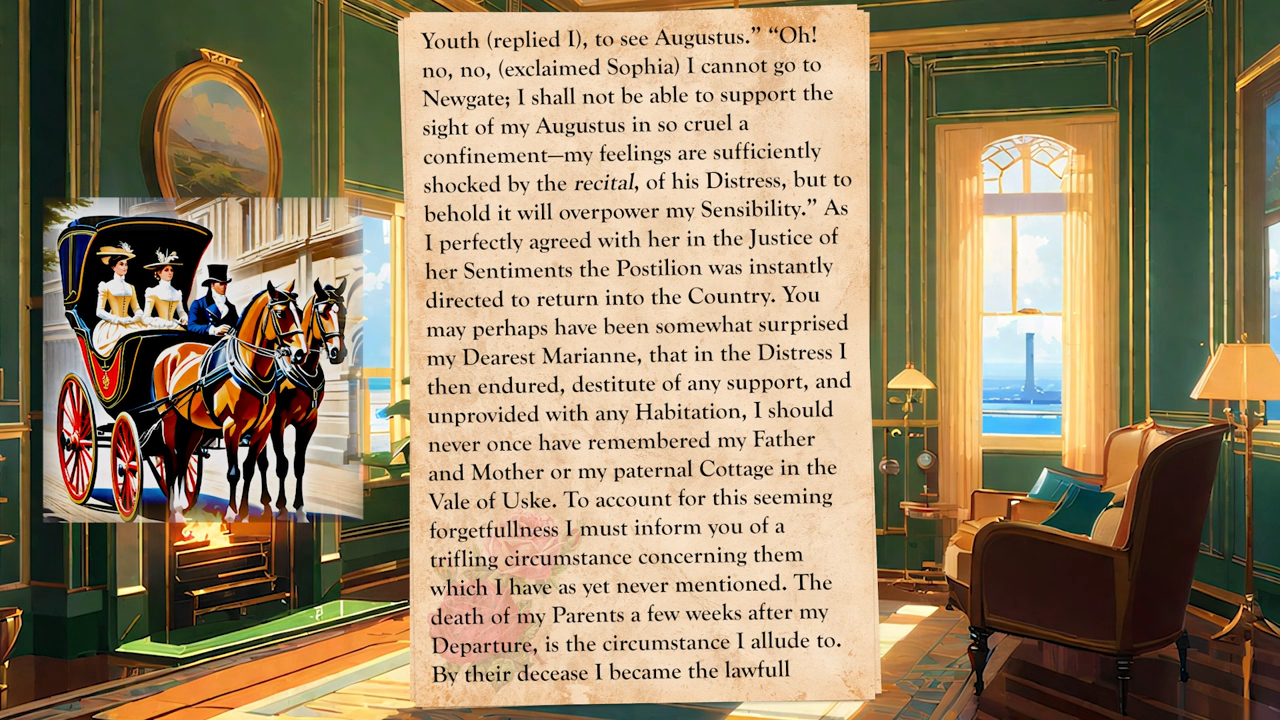 Youth (replied I), to see Augustus.” “Oh!
no, no, (exclaimed Sophia) I cannot go to
Newgate; I shall not be able to support the
sight of my Augustus in so cruel a
confinement—my feelings are sufficiently
shocked by the recital, of his Distress, but to
behold it will overpower my Sensibility.” As
I perfectly agreed with her in the Justice of
her Sentiments the Postilion was instantly
directed to return into the Country. You
may perhaps have been somewhat surprised
my Dearest Marianne, that in the Distress I
then endured, destitute of any support, and
unprovided with any Habitation, I should
never once have remembered my Father
and Mother or my paternal Cottage in the
Vale of Uske. To account for this seeming
forgetfullness I must inform you of a
trifling circumstance concerning them
which I have as yet never mentioned. The
death of my Parents a few weeks after my
Departure, is the circumstance I allude to.
By their decease I became the lawfull